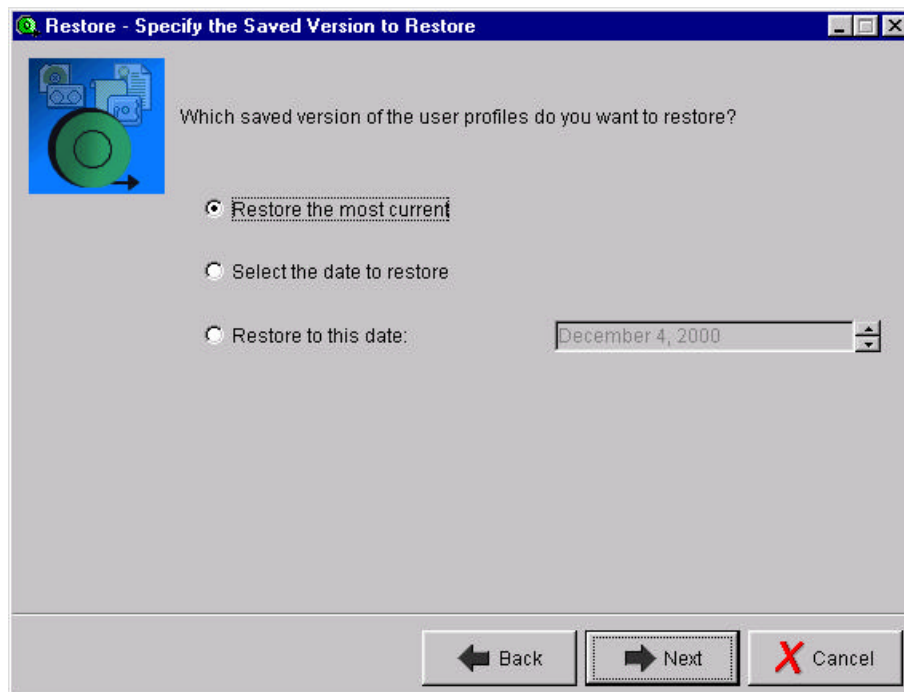 Restore - Specify the Saved Version to Restore
Which saved version of the user profiles do you want to restore?
Restore the most current
Select the date to restore
Restore to this date:
December 4, 2000
Back
Next
Cancel